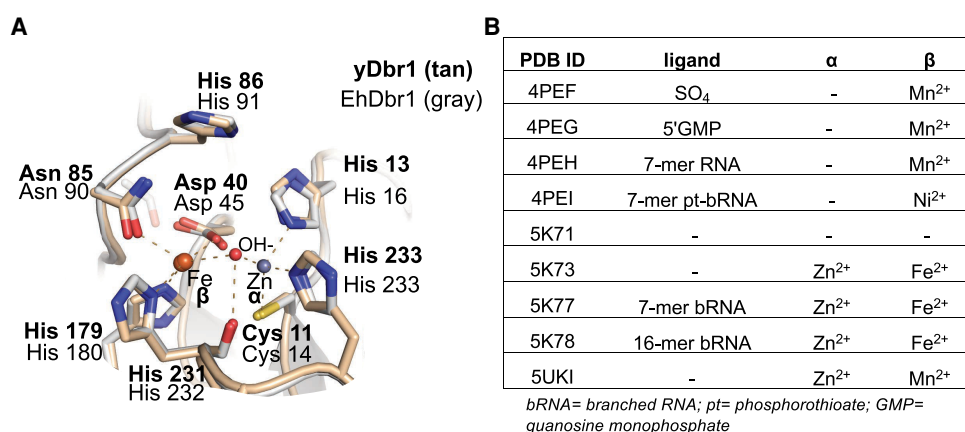 A
yDbr1 (tan)
EhDbr1 (gray)
His 86
His 91
Asn 85
Asn 90
Asp 40
Asp 45
His 13
His 16
OH-
Fe
β
Zn
α
His 233
His 233
His 179
His 180
Cys 11
Cys 14
His 231
His 232
B
PDB ID ligand α β
4PEF SO₄ - Mn²⁺
4PEG 5'GMP - Mn²⁺
4PEH 7-mer RNA - Mn²⁺
4PEI 7-mer pt-bRNA - Ni²⁺
5K71 - - -
5K73 - Zn²⁺ Fe²⁺
5K77 7-mer bRNA Zn²⁺ Fe²⁺
5K78 16-mer bRNA Zn²⁺ Fe²⁺
5UKI - Zn²⁺ Mn²⁺
bRNA= branched RNA; pt= phosphorothioate; GMP=
guanosine monophosphate